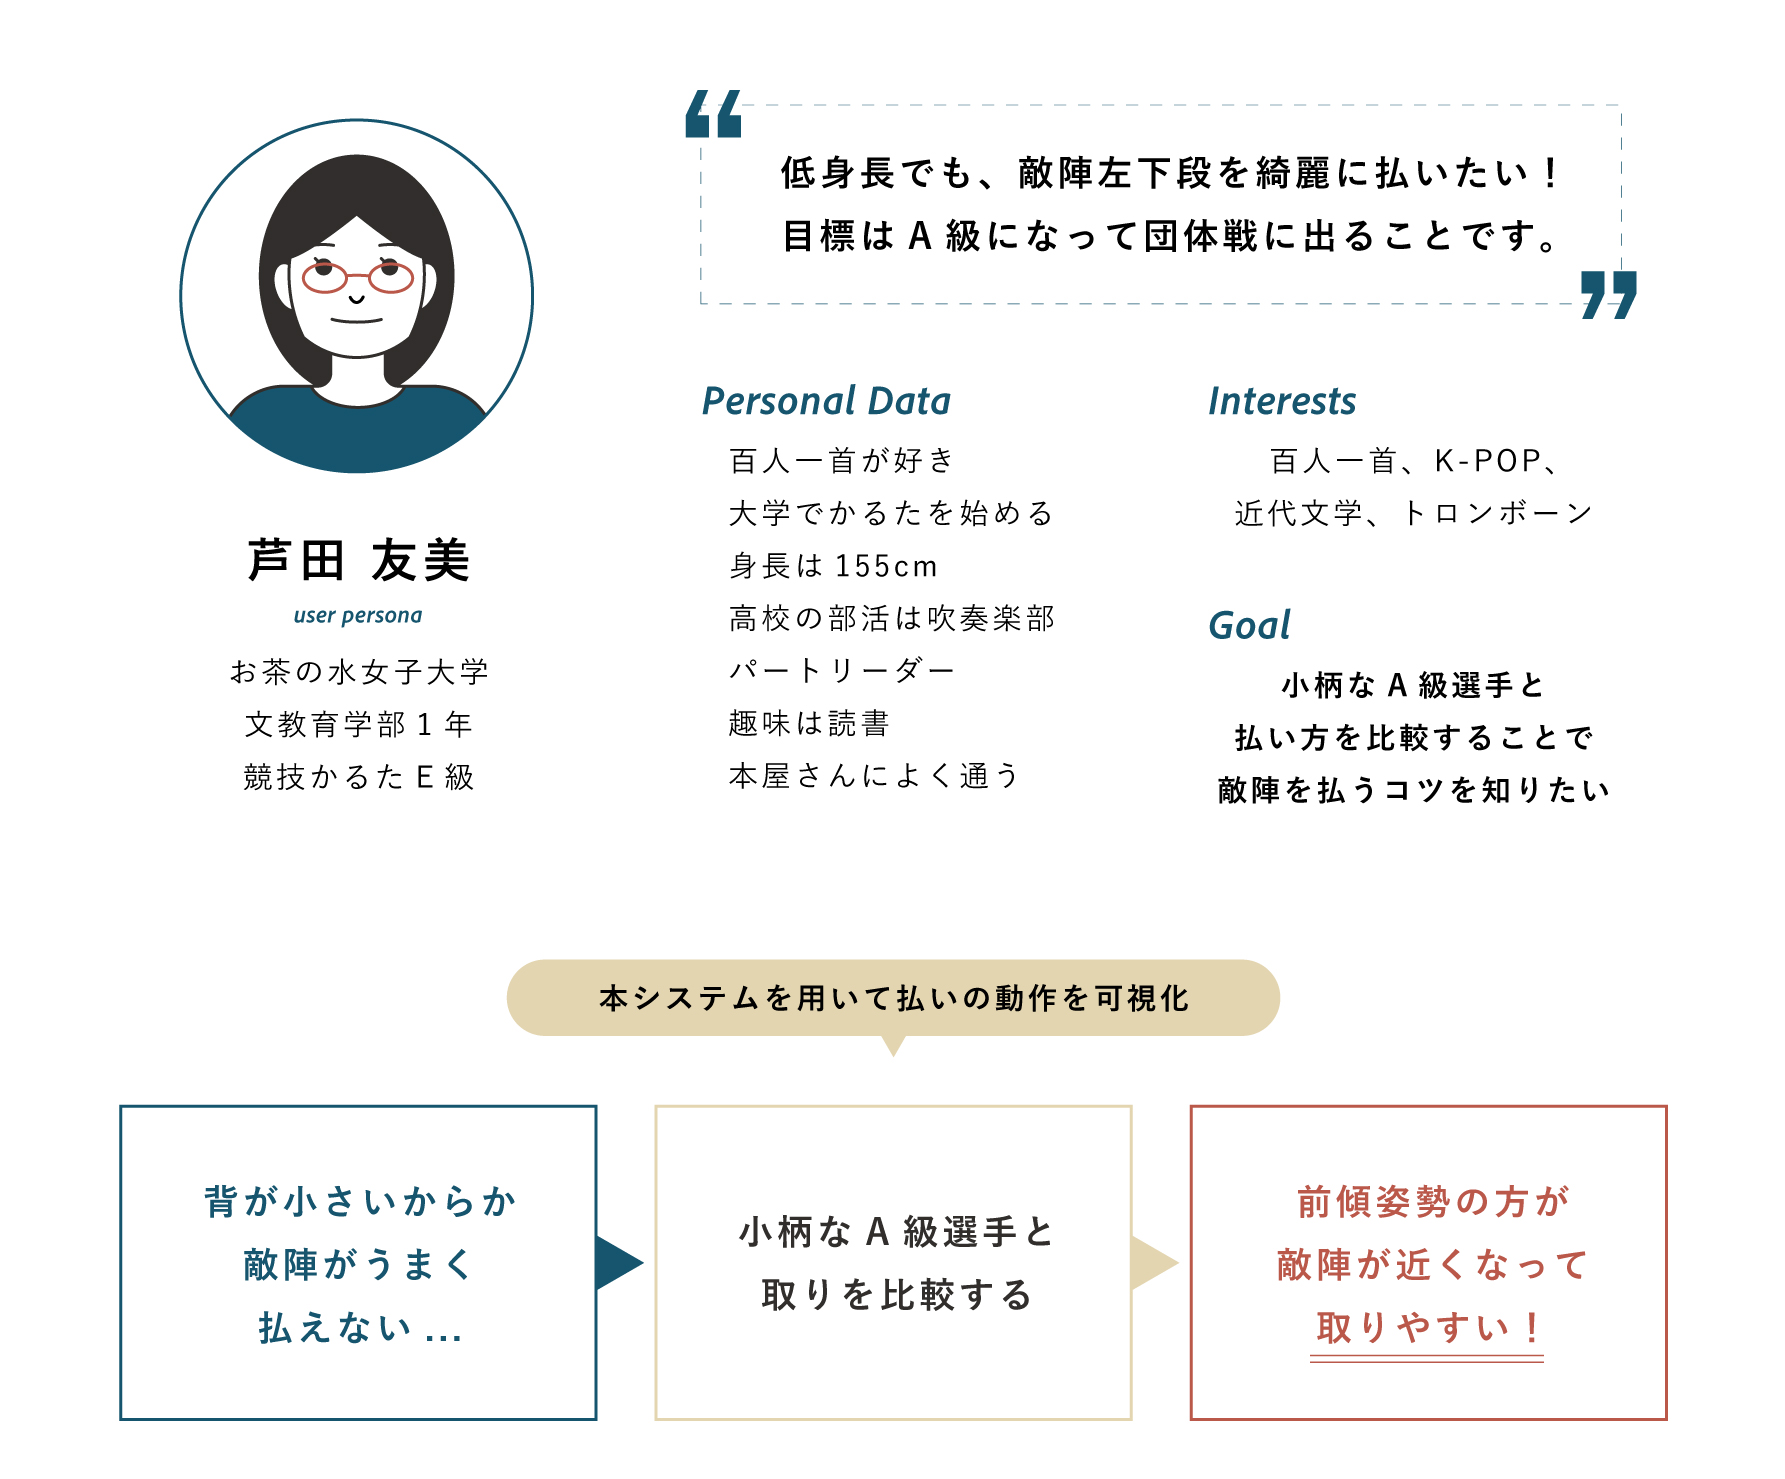 低身長でも、敵陣左下段を綺麗に払いたい！
目標は A 級になって団体戦に出ることです。
芦田 友美
user persona
お茶の水女子大学
文教育学部 1 年
競技かるた E 級
Personal Data
百人一首が好き
大学でかるたを始める
身長は 155cm
高校の部活は吹奏楽部
パートリーダー
趣味は読書
本屋さんによく通う
Interests
百人一首、K-POP、
近代文学、トロンボーン
Goal
小柄な A 級選手と
払い方を比較することで
敵陣を払うコツを知りたい
本システムを用いて払いの動作を可視化
背が小さいからか
敵陣がうまく
払えない ...
小柄な A 級選手と
取りを比較する
前傾姿勢の方が
敵陣が近くなって
取りやすい！